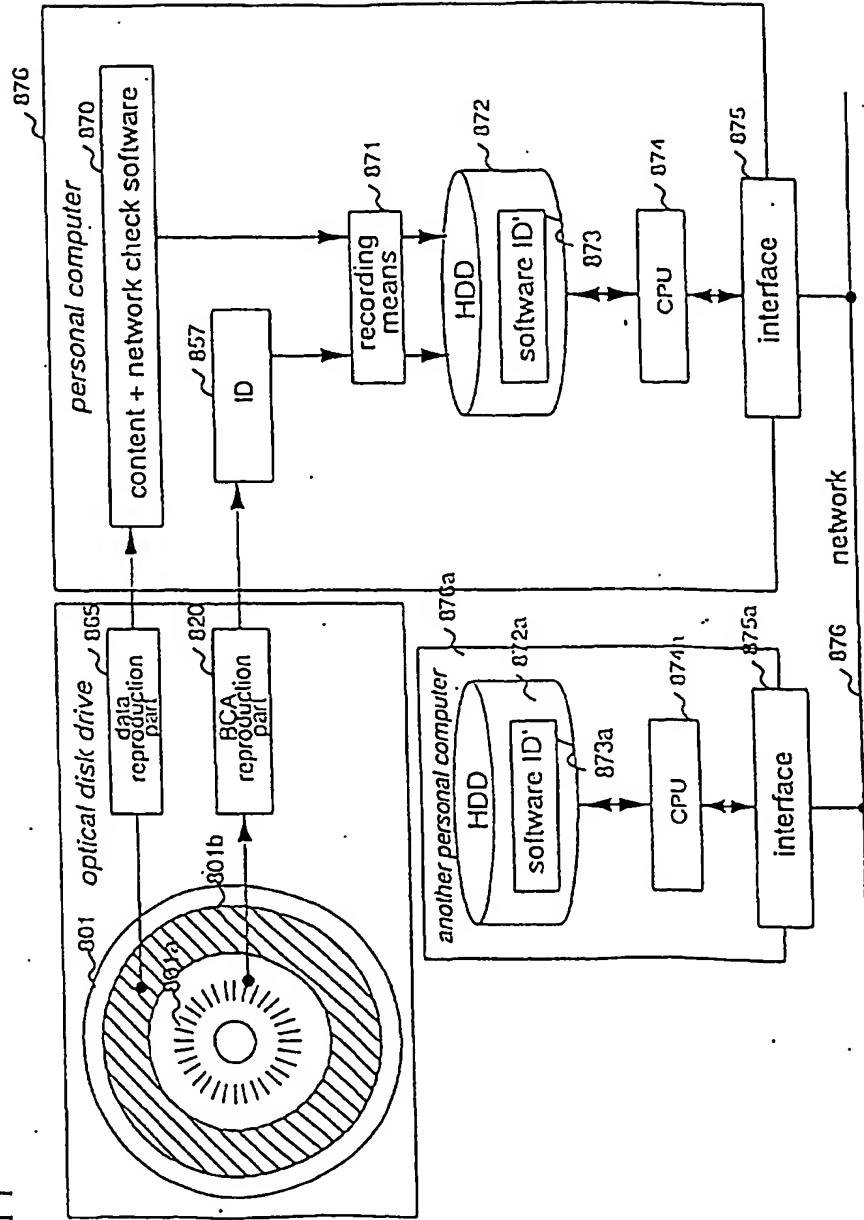 801
optical disk drive
865
data
reproduction
part
801b
801a
820
BCA
reproduction
part
876
personal computer
870
content + network check software
857
ID
871
recording
means
872
HDD
software ID'
873
874
CPU
875
interface
876a
another personal computer
872a
HDD
software ID'
873a
CPU
875a
interface
876
network